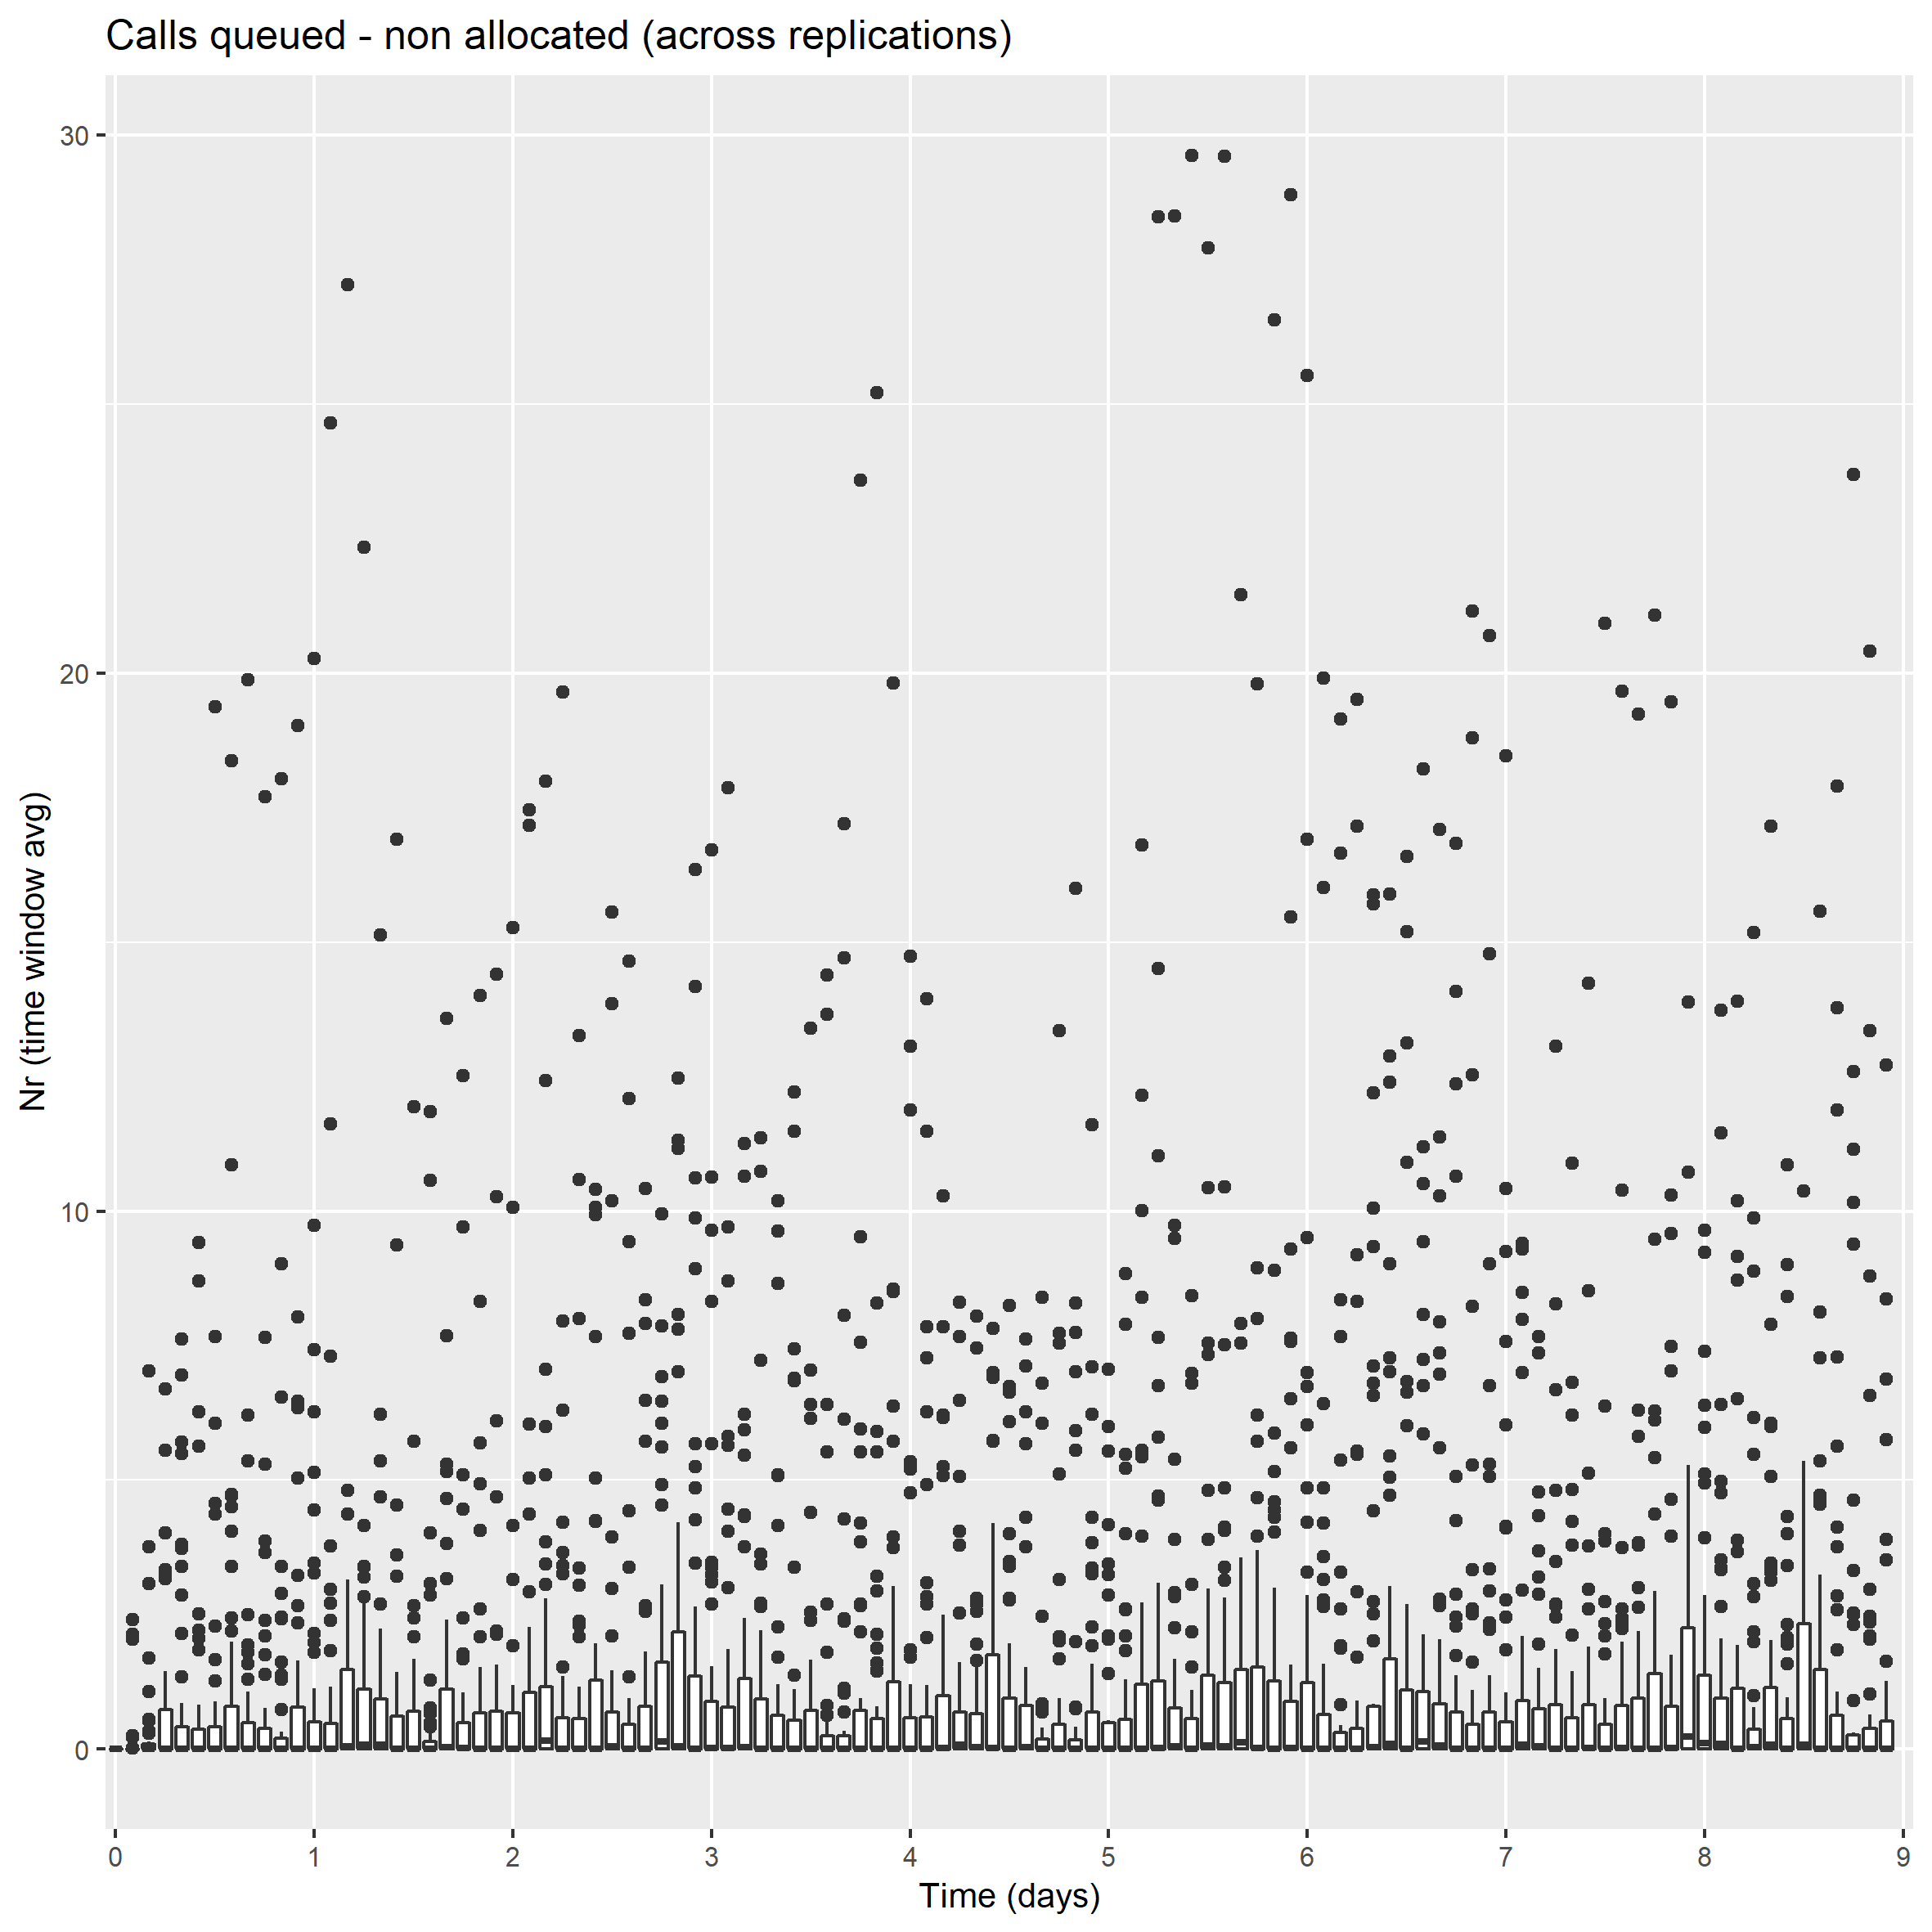 Calls queued - non allocated (across replications)
30
20
10
0
Nr (time window avg)
0 1 2 3 4 5 6 7 8 9
Time (days)